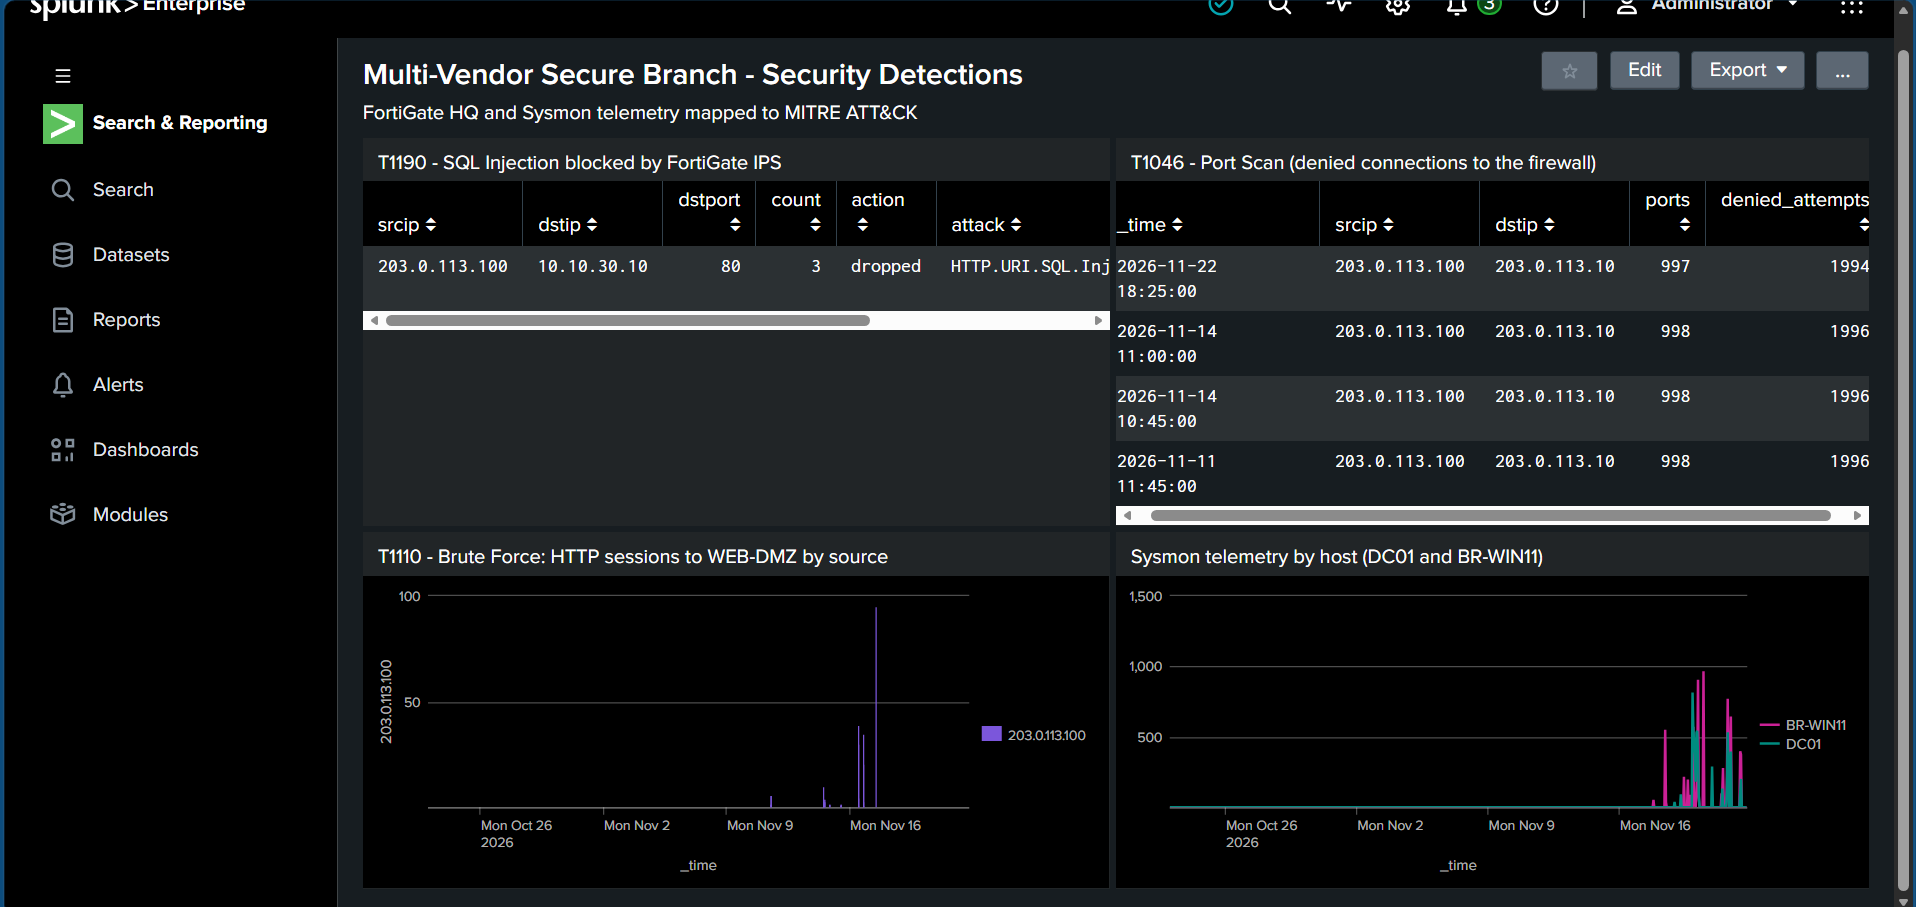 splunk> Enterprise
3
Administrator
Search & Reporting
Search
Datasets
Reports
Alerts
Dashboards
Modules
Multi-Vendor Secure Branch - Security Detections
Edit
Export
...
FortiGate HQ and Sysmon telemetry mapped to MITRE ATT&CK
T1190 - SQL Injection blocked by FortiGate IPS
srcip dstip dstport count action attack
203.0.113.100 10.10.30.10 80 3 dropped HTTP.URI.SQL.Inj
T1046 - Port Scan (denied connections to the firewall)
_time srcip dstip ports denied_attempts
2026-11-22 18:25:00 203.0.113.100 203.0.113.10 997 1994
2026-11-14 11:00:00 203.0.113.100 203.0.113.10 998 1996
2026-11-14 10:45:00 203.0.113.100 203.0.113.10 998 1996
2026-11-11 11:45:00 203.0.113.100 203.0.113.10 998 1996
T1110 - Brute Force: HTTP sessions to WEB-DMZ by source
100
50
203.0.113.100
Mon Oct 26 2026
Mon Nov 2
Mon Nov 9
Mon Nov 16
_time
203.0.113.100
Sysmon telemetry by host (DC01 and BR-WIN11)
1,500
1,000
500
Mon Oct 26 2026
Mon Nov 2
Mon Nov 9
Mon Nov 16
_time
BR-WIN11
DC01